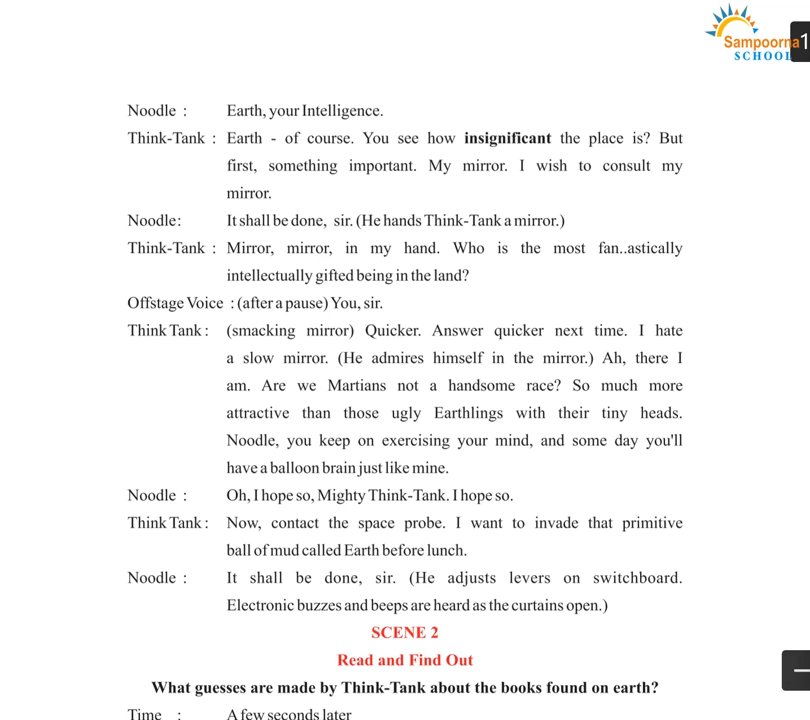 Sampoorna
SCHOOL
1
Noodle : Earth, your Intelligence.
Think-Tank : Earth - of course. You see how insignificant the place is? But
first, something important. My mirror. I wish to consult my
mirror.
Noodle: It shall be done, sir. (He hands Think-Tank a mirror.)
Think-Tank : Mirror, mirror, in my hand. Who is the most fan..astically
intellectually gifted being in the land?
Offstage Voice : (after a pause) You, sir.
Think Tank : (smacking mirror) Quicker. Answer quicker next time. I hate
a slow mirror. (He admires himself in the mirror.) Ah, there I
am. Are we Martians not a handsome race? So much more
attractive than those ugly Earthlings with their tiny heads.
Noodle, you keep on exercising your mind, and some day you'll
have a balloon brain just like mine.
Noodle : Oh, I hope so, Mighty Think-Tank. I hope so.
Think Tank : Now, contact the space probe. I want to invade that primitive
ball of mud called Earth before lunch.
Noodle : It shall be done, sir. (He adjusts levers on switchboard.
Electronic buzzes and beeps are heard as the curtains open.)
SCENE 2
Read and Find Out
What guesses are made by Think-Tank about the books found on earth?
Time : A few seconds later